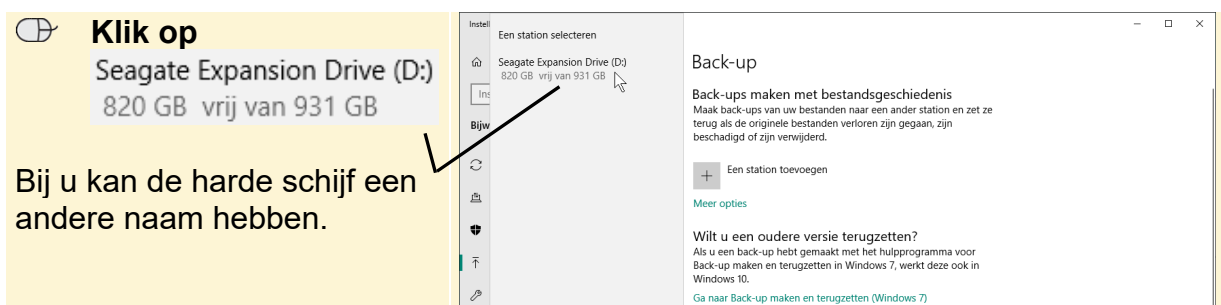 Klik op
Seagate Expansion Drive (D:)
820 GB vrij van 931 GB
Bij u kan de harde schijf een
andere naam hebben.
Instell
Een station selecteren
Seagate Expansion Drive (D:)
820 GB vrij van 931 GB
Ins
Bijw
Back-up
Back-ups maken met bestandsgeschiedenis
Maak back-ups van uw bestanden naar een ander station en zet ze
terug als de originele bestanden verloren zijn gegaan, zijn
beschadigd of zijn verwijderd.
Een station toevoegen
Meer opties
Wilt u een oudere versie terugzetten?
Als u een back-up hebt gemaakt met het hulpprogramma voor
Back-up maken en terugzetten in Windows 7, werkt deze ook in
Windows 10.
Ga naar Back-up maken en terugzetten (Windows 7)